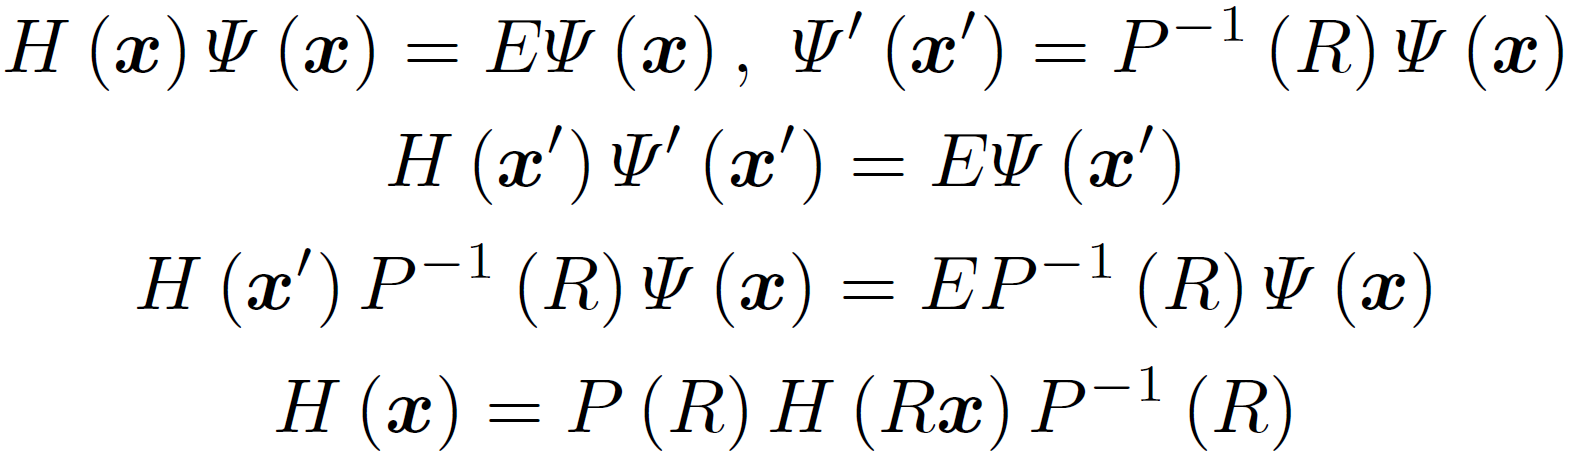 H (x) Ψ (x) = EΨ (x) , Ψ′ (x′) = P⁻¹ (R) Ψ (x)
H (x′) Ψ′ (x′) = EΨ (x′)
H (x′) P⁻¹ (R) Ψ (x) = EP⁻¹ (R) Ψ (x)
H (x) = P (R) H (Rx) P⁻¹ (R)